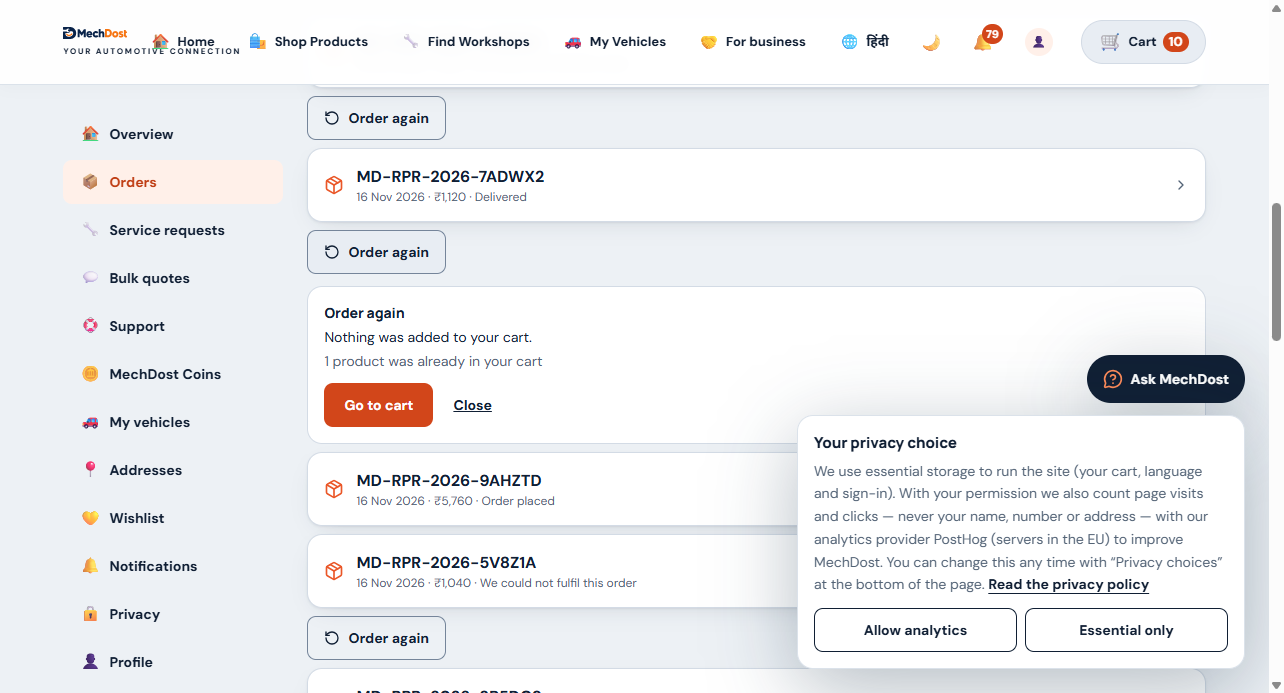 MechDost
YOUR AUTOMOTIVE CONNECTION
Home
Shop Products
Find Workshops
My Vehicles
For business
हिंदी
79
Cart 10
Overview
Orders
Service requests
Bulk quotes
Support
MechDost Coins
My vehicles
Addresses
Wishlist
Notifications
Privacy
Profile
Order again
MD-RPR-2026-7ADWX2
16 Nov 2026 · ₹1,120 · Delivered
Order again
Order again
Nothing was added to your cart.
1 product was already in your cart
Go to cart
Close
MD-RPR-2026-9AHZTD
16 Nov 2026 · ₹5,760 · Order placed
MD-RPR-2026-5V8Z1A
16 Nov 2026 · ₹1,040 · We could not fulfil this order
Order again
Ask MechDost
Your privacy choice
We use essential storage to run the site (your cart, language
and sign-in). With your permission we also count page visits
and clicks — never your name, number or address — with our
analytics provider PostHog (servers in the EU) to improve
MechDost. You can change this any time with “Privacy choices”
at the bottom of the page. Read the privacy policy
Allow analytics
Essential only